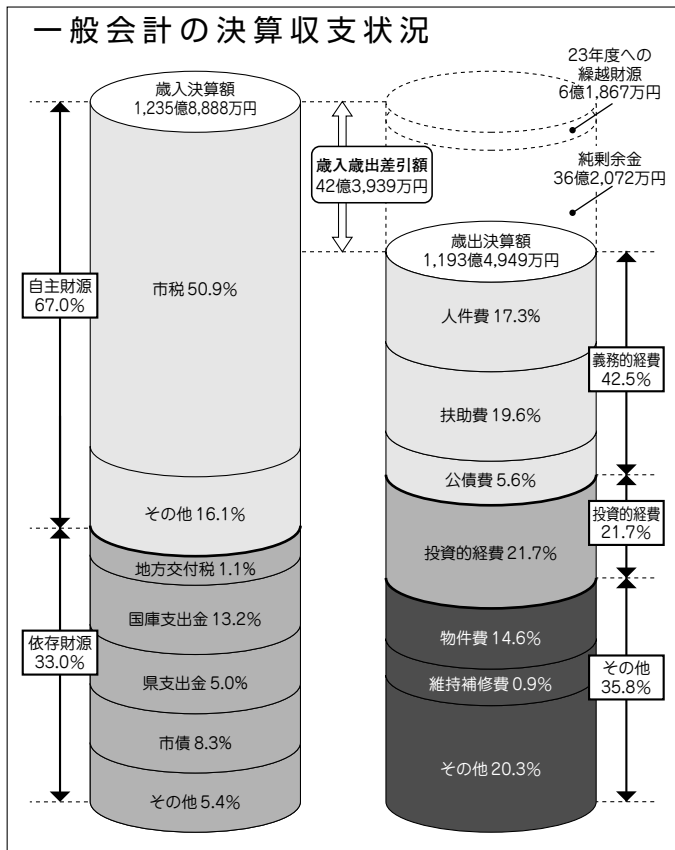 一般会計の決算収支状況
歳入決算額
1,235億8,888万円
自主財源
67.0%
市税 50.9%
その他 16.1%
依存財源
33.0%
地方交付税 1.1%
国庫支出金 13.2%
県支出金 5.0%
市債 8.3%
その他 5.4%
歳入歳出差引額
42億3,939万円
23年度への
繰越財源
6億1,867万円
純剰余金
36億2,072万円
歳出決算額
1,193億4,949万円
人件費 17.3%
扶助費 19.6%
公債費 5.6%
義務的経費
42.5%
投資的経費 21.7%
投資的経費
21.7%
物件費 14.6%
維持補修費 0.9%
その他 20.3%
その他
35.8%